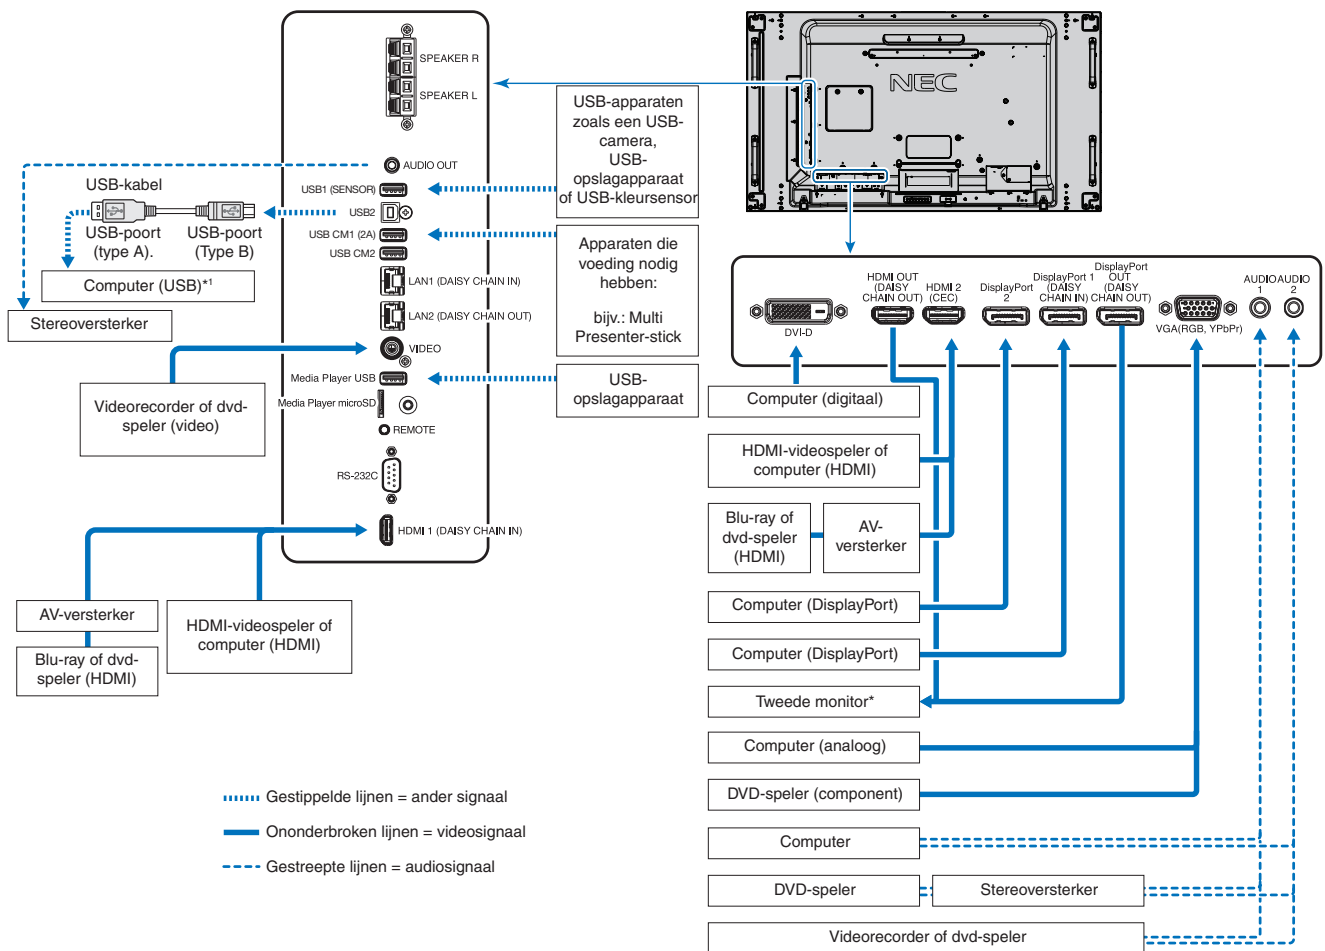 SPEAKER R
SPEAKER L
AUDIO OUT
USB1 (SENSOR)
USB2
USB CM1 (2A)
USB CM2
LAN1 (DAISY CHAIN IN)
LAN2 (DAISY CHAIN OUT)
VIDEO
Media Player USB
Media Player microSD
REMOTE
RS-232C
HDMI 1 (DAISY CHAIN IN)
USB-kabel
USB-poort
(type A).
USB-poort
(Type B)
Computer (USB)*1
Stereoversterker
Videorecorder of dvd-
speler (video)
AV-versterker
Blu-ray of dvd-
speler (HDMI)
HDMI-videospeler of
computer (HDMI)
USB-apparaten
zoals een USB-
camera,
USB-
opslagapparaat
of USB-kleursensor
Apparaten die
voeding nodig
hebben:
bijv.: Multi
Presenter-stick
USB-
opslagapparaat
NEC
DVI-D
HDMI OUT
(DAISY
CHAIN OUT)
HDMI 2
(CEC)
DisplayPort
2
DisplayPort 1
(DAISY
CHAIN IN)
DisplayPort
OUT
(DAISY
CHAIN OUT)
VGA(RGB, YPbPr)
AUDIO
1
AUDIO
2
Computer (digitaal)
HDMI-videospeler of
computer (HDMI)
Blu-ray of
dvd-speler
(HDMI)
AV-
versterker
Computer (DisplayPort)
Computer (DisplayPort)
Tweede monitor*
Computer (analoog)
DVD-speler (component)
Computer
DVD-speler
Stereoversterker
Videorecorder of dvd-speler
Gestippelde lijnen = ander signaal
Ononderbroken lijnen = videosignaal
Gestreepte lijnen = audiosignaal